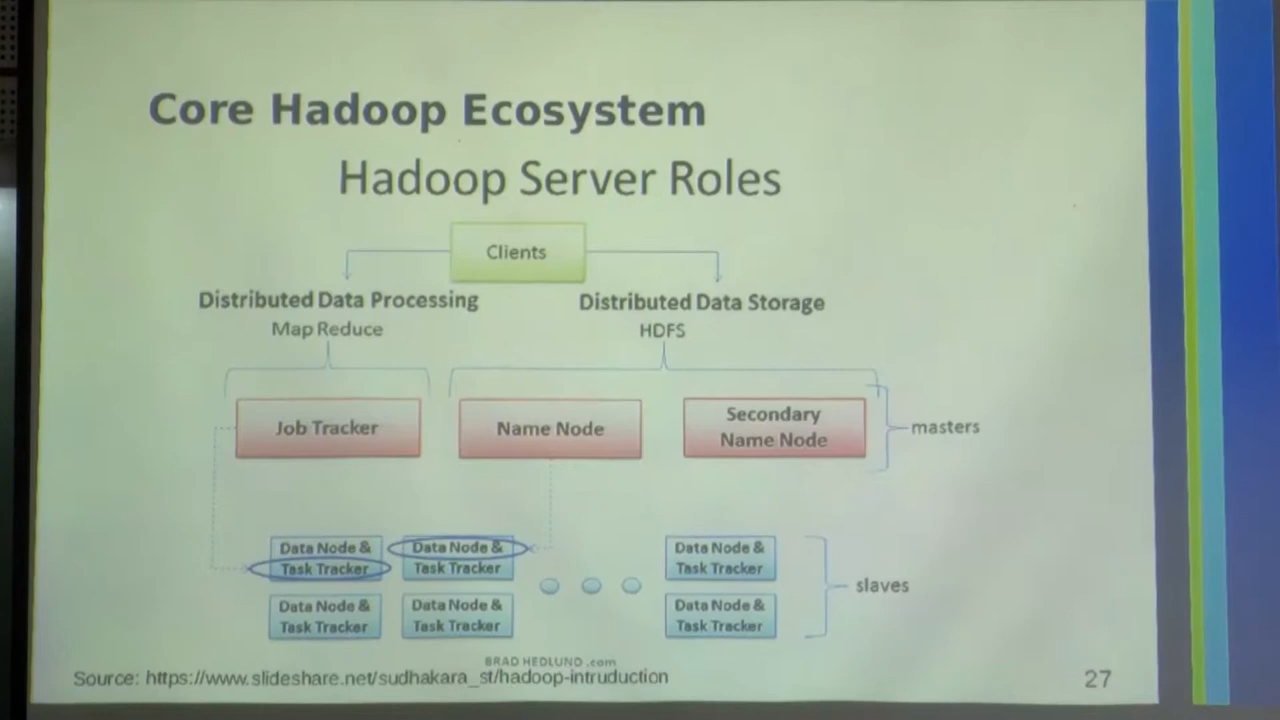 Core Hadoop Ecosystem
Hadoop Server Roles
Clients
Distributed Data Processing
Distributed Data Storage
Map Reduce
HDFS
Job Tracker
Name Node
Secondary
Name Node
masters
Data Node &
Task Tracker
Data Node &
Task Tracker
Data Node &
Task Tracker
slaves
Data Node &
Task Tracker
Data Node &
Task Tracker
Data Node &
Task Tracker
BRAD HEDLUND .com
Source: https://www.slideshare.net/sudhakara_st/hadoop-intruduction
27